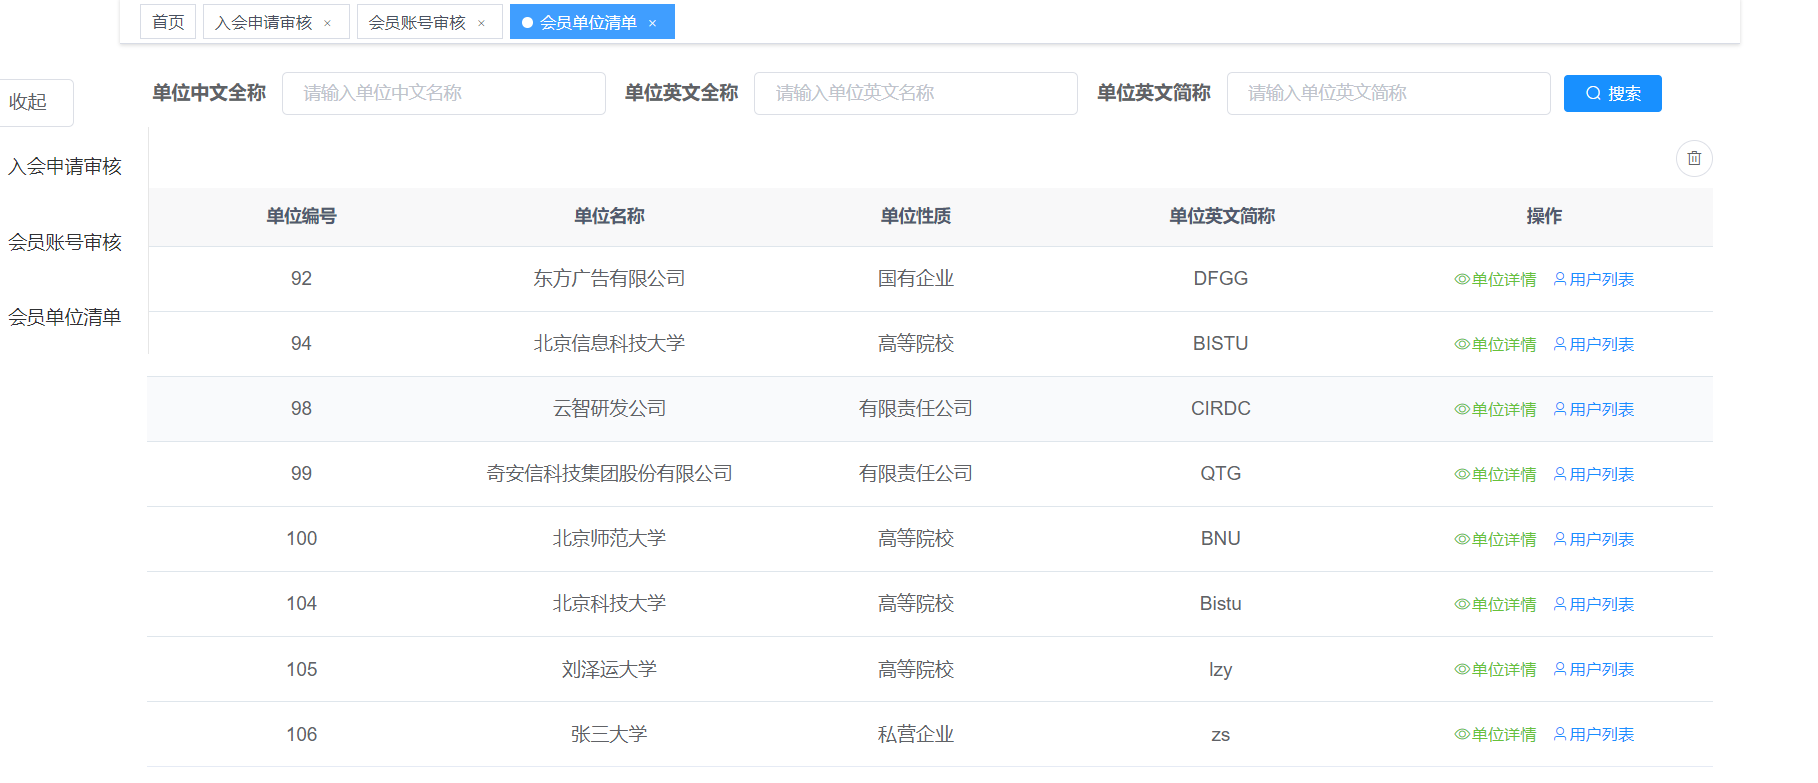 首页 入会申请审核 × 会员账号审核 × 会员单位清单 ×
收起
单位中文全称 请输入单位中文名称 单位英文全称 请输入单位英文名称 单位英文简称 请输入单位英文简称 搜索
入会申请审核
会员账号审核
会员单位清单
单位编号 单位名称 单位性质 单位英文简称 操作
92 东方广告有限公司 国有企业 DFGG 单位详情 用户列表
94 北京信息科技大学 高等院校 BISTU 单位详情 用户列表
98 云智研发公司 有限责任公司 CIRDC 单位详情 用户列表
99 奇安信科技集团股份有限公司 有限责任公司 QTG 单位详情 用户列表
100 北京师范大学 高等院校 BNU 单位详情 用户列表
104 北京科技大学 高等院校 Bistu 单位详情 用户列表
105 刘泽运大学 高等院校 lzy 单位详情 用户列表
106 张三大学 私营企业 zs 单位详情 用户列表